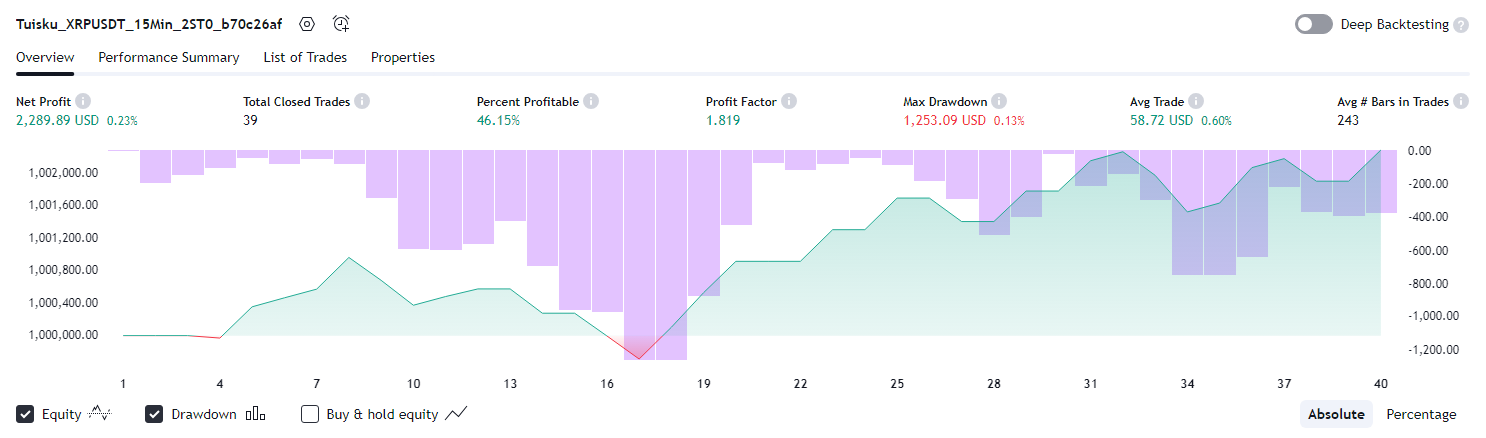 Tuisku_XRPUSDT_15Min_2ST0_b70c26af Deep Backtesting ?
Overview Performance Summary List of Trades Properties
Net Profit i Total Closed Trades i Percent Profitable i Profit Factor i Max Drawdown i Avg Trade i Avg # Bars in Trades i
2,289.89 USD 0.23% 39 46.15% 1.819 1,253.09 USD 0.13% 58.72 USD 0.60% 243
0.00
1,002,000.00
-200.00
1,001,600.00
-400.00
1,001,200.00
-600.00
1,000,800.00
-800.00
1,000,400.00
-1,000.00
1,000,000.00
-1,200.00
1 4 7 10 13 16 19 22 25 28 31 34 37 40
Equity Drawdown Buy & hold equity Absolute Percentage